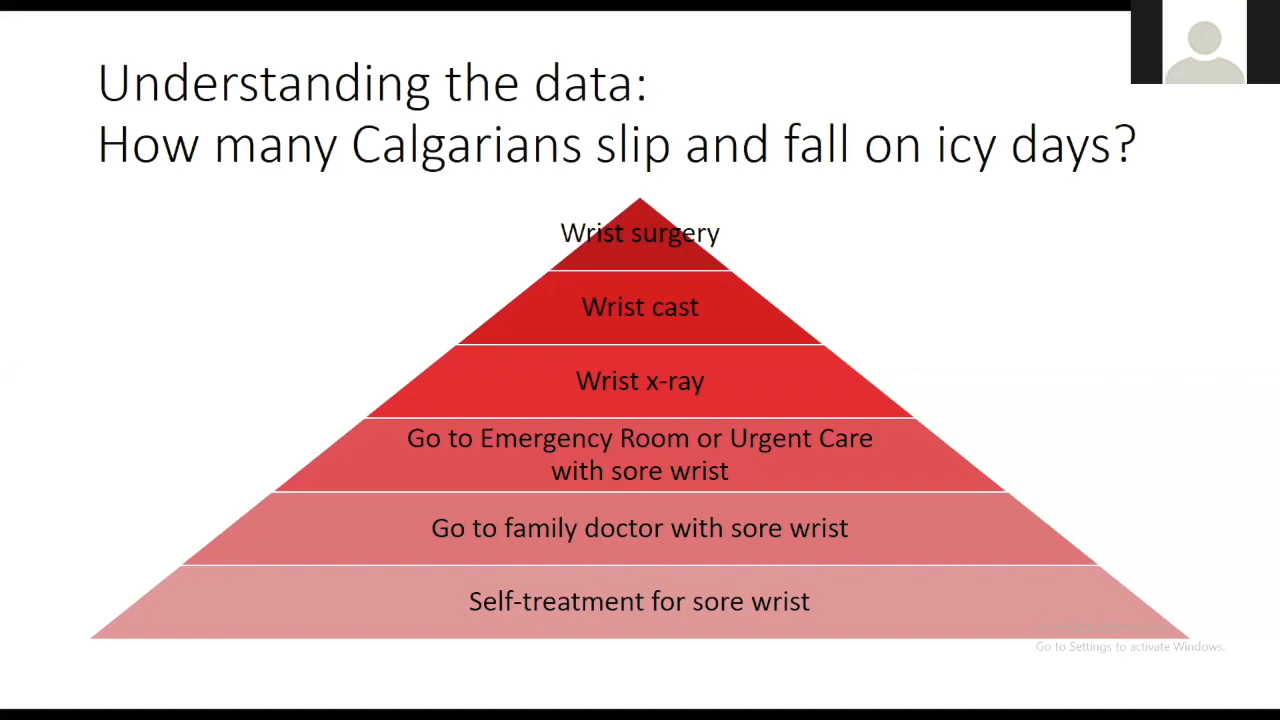 Understanding the data:
How many Calgarians slip and fall on icy days?
Wrist surgery
Wrist cast
Wrist x-ray
Go to Emergency Room or Urgent Care
with sore wrist
Go to family doctor with sore wrist
Self-treatment for sore wrist
Go to Settings to activate Windows.